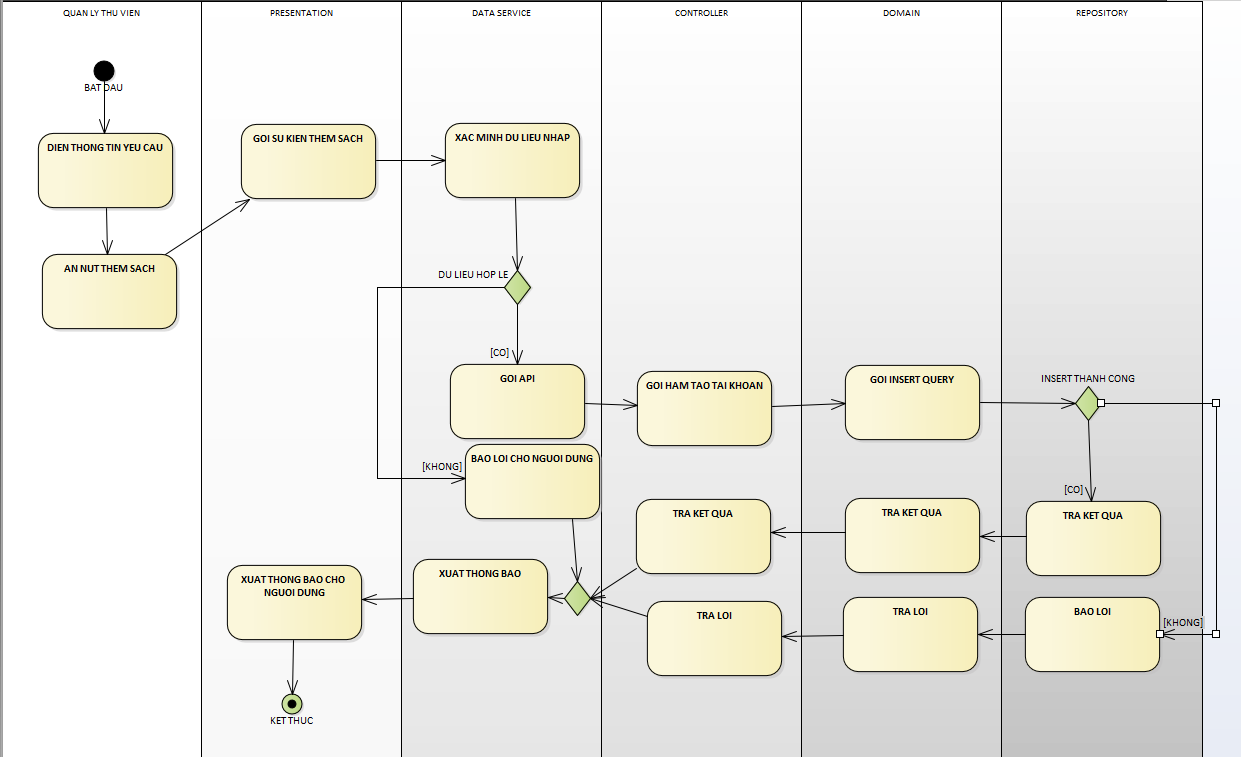 QUAN LY THU VIEN
PRESENTATION
DATA SERVICE
CONTROLLER
DOMAIN
REPOSITORY
BAT DAU
DIEN THONG TIN YEU CAU
GOI SU KIEN THEM SACH
XAC MINH DU LIEU NHAP
AN NUT THEM SACH
DU LIEU HOP LE
[CO]
GOI API
GOI HAM TAO TAI KHOAN
GOI INSERT QUERY
INSERT THANH CONG
[KHONG]
BAO LOI CHO NGUOI DUNG
[CO]
TRA KET QUA
TRA KET QUA
TRA KET QUA
XUAT THONG BAO CHO
NGUOI DUNG
XUAT THONG BAO
TRA LOI
TRA LOI
BAO LOI
[KHONG]
KET THUC